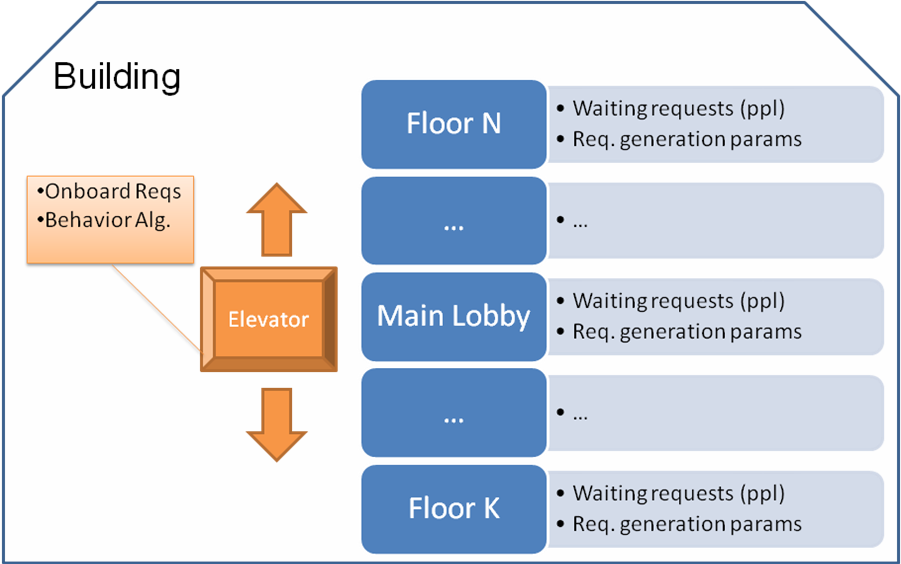 Building
•Onboard Reqs
•Behavior Alg.
Elevator
Floor N
• Waiting requests (ppl)
• Req. generation params
...
• ...
Main Lobby
• Waiting requests (ppl)
• Req. generation params
...
• ...
Floor K
• Waiting requests (ppl)
• Req. generation params